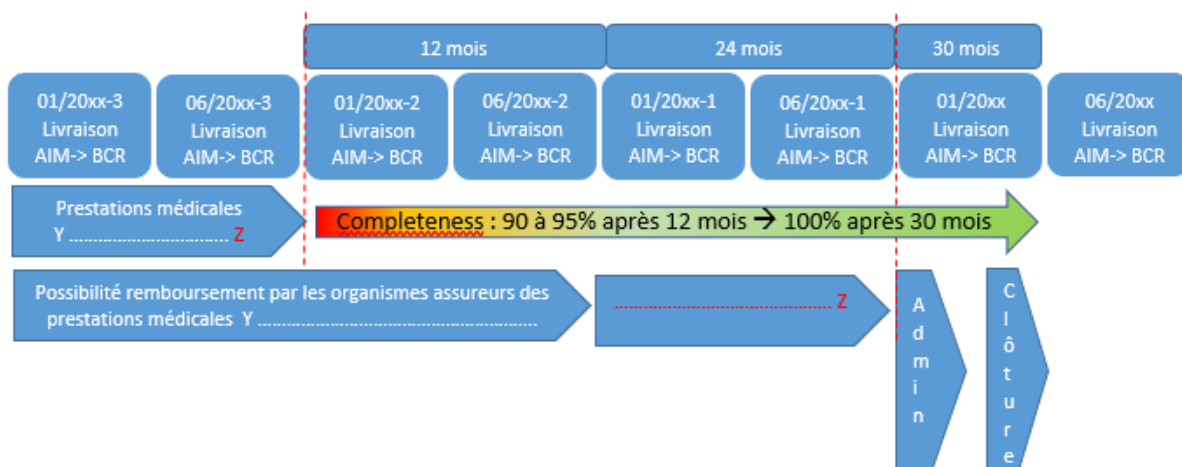 12 mois
24 mois
30 mois
01/20xx-3
Livraison
AIM-> BCR
06/20xx-3
Livraison
AIM-> BCR
01/20xx-2
Livraison
AIM-> BCR
06/20xx-2
Livraison
AIM-> BCR
01/20xx-1
Livraison
AIM-> BCR
06/20xx-1
Livraison
AIM-> BCR
01/20xx
Livraison
AIM-> BCR
06/20xx
Livraison
AIM-> BCR
Prestations médicales
Y ........................................ Z
Completeness : 90 à 95% après 12 mois → 100% après 30 mois
Possibilité remboursement par les organismes assureurs des
prestations médicales Y ......................................................................
...................................................... Z
Admin
Clôture